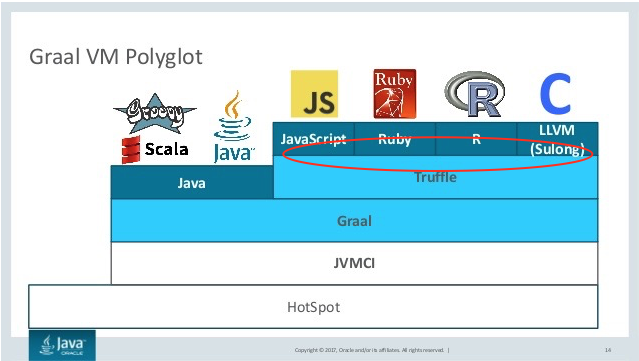 Graal VM Polyglot
Groovy
Scala
Java
JS
Ruby
R
C
JavaScript
Ruby
R
LLVM
(Sulong)
Java
Truffle
Graal
JVMCI
HotSpot
Java
ORACLE
Copyright © 2017, Oracle and/or its affiliates. All rights reserved. |
14